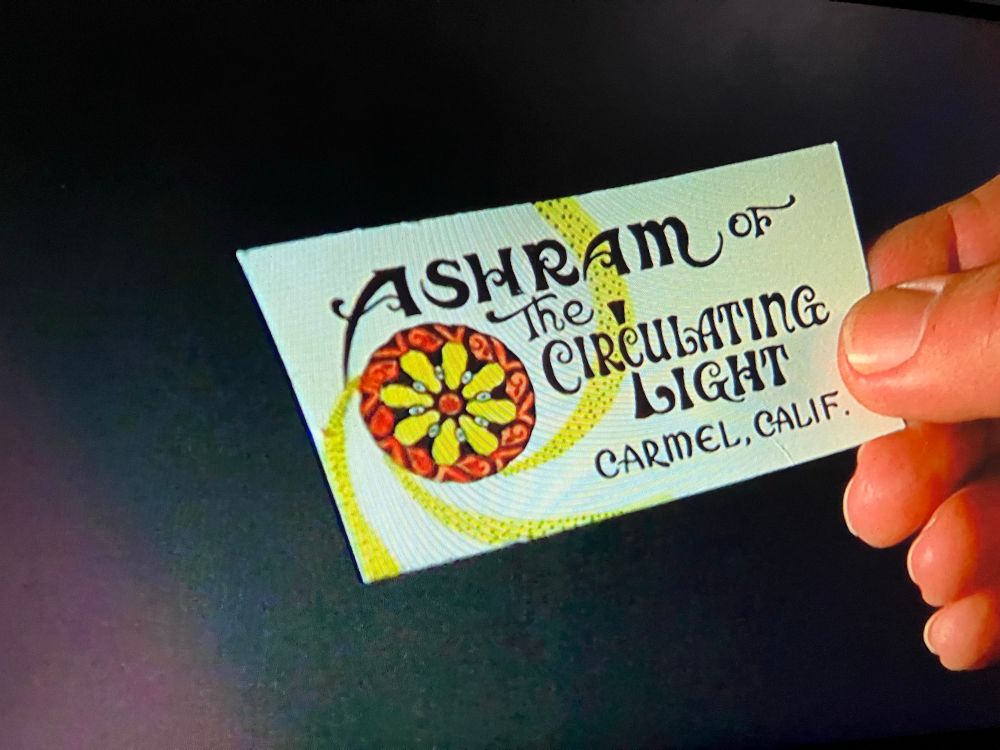 ASHRAM OF
The CIRCULATING
LIGHT
CARMEL, CALIF.